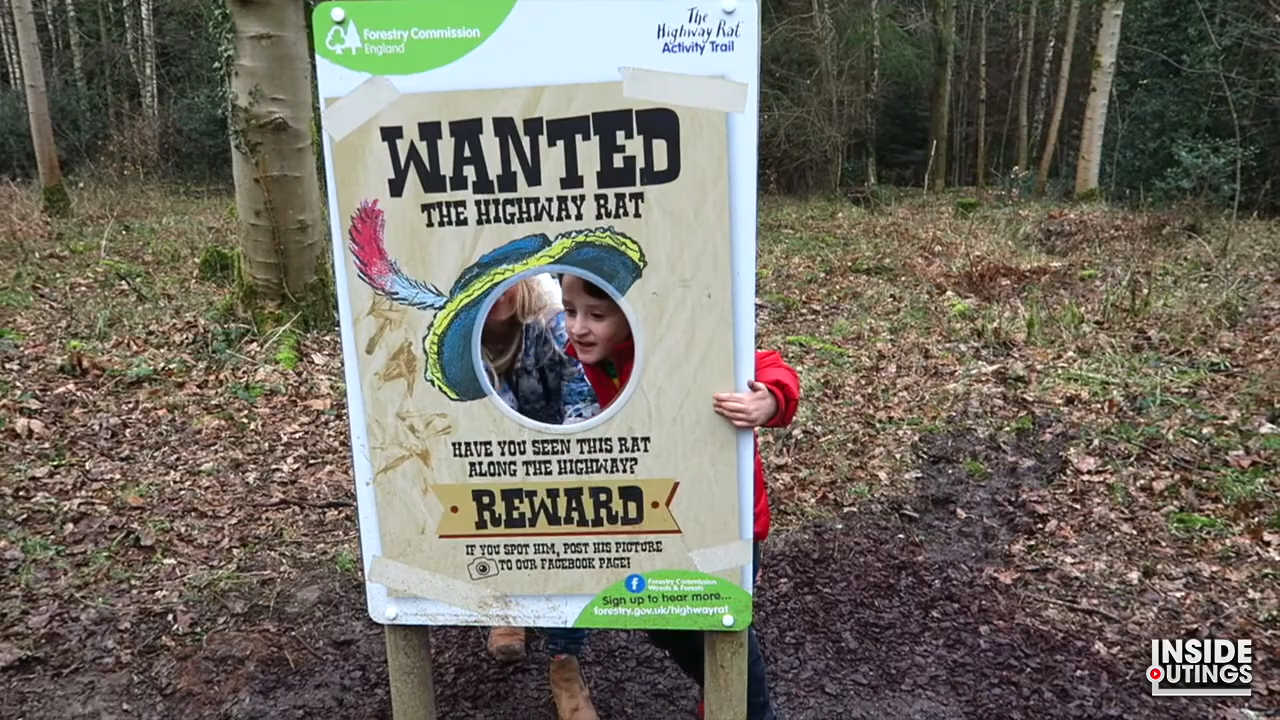 Forestry Commission
England
The
Highway Rat
Activity Trail
WANTED
THE HIGHWAY RAT
HAVE YOU SEEN THIS RAT
ALONG THE HIGHWAY?
REWARD
IF YOU SPOT HIM, POST HIS PICTURE
TO OUR FACEBOOK PAGE!
f Forestry Commission
Woods & Forests
Sign up to hear more...
forestry.gov.uk/highwayrat
INSIDE
OUTINGS